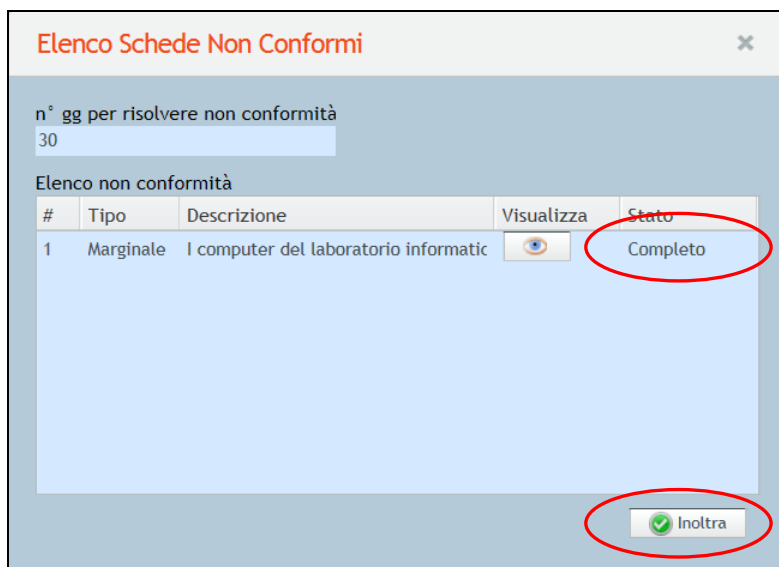 Elenco Schede Non Conformi
n° gg per risolvere non conformità
30
Elenco non conformità
# Tipo Descrizione Visualizza Stato
1 Marginale I computer del laboratorio informatic Completo
Inoltra